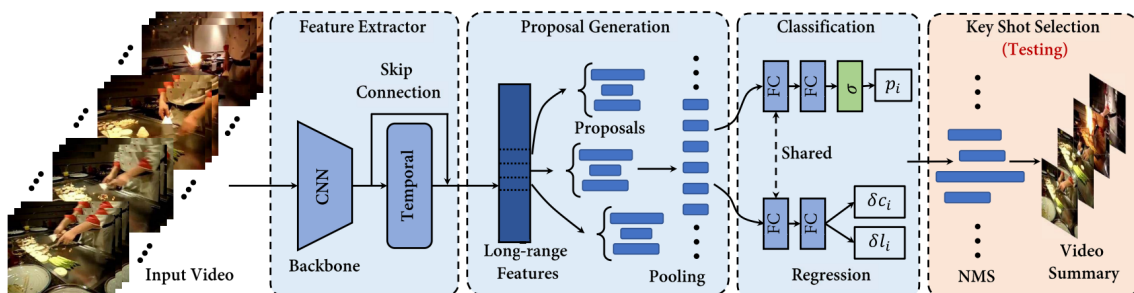 Feature Extractor
Proposal Generation
Classification
Key Shot Selection
(Testing)
Skip
Connection
CNN
Temporal
Backbone
Input Video
Proposals
Long-range
Features
Pooling
FC
FC
σ
p_i
Shared
FC
FC
δc_i
δl_i
Regression
NMS
Video
Summary